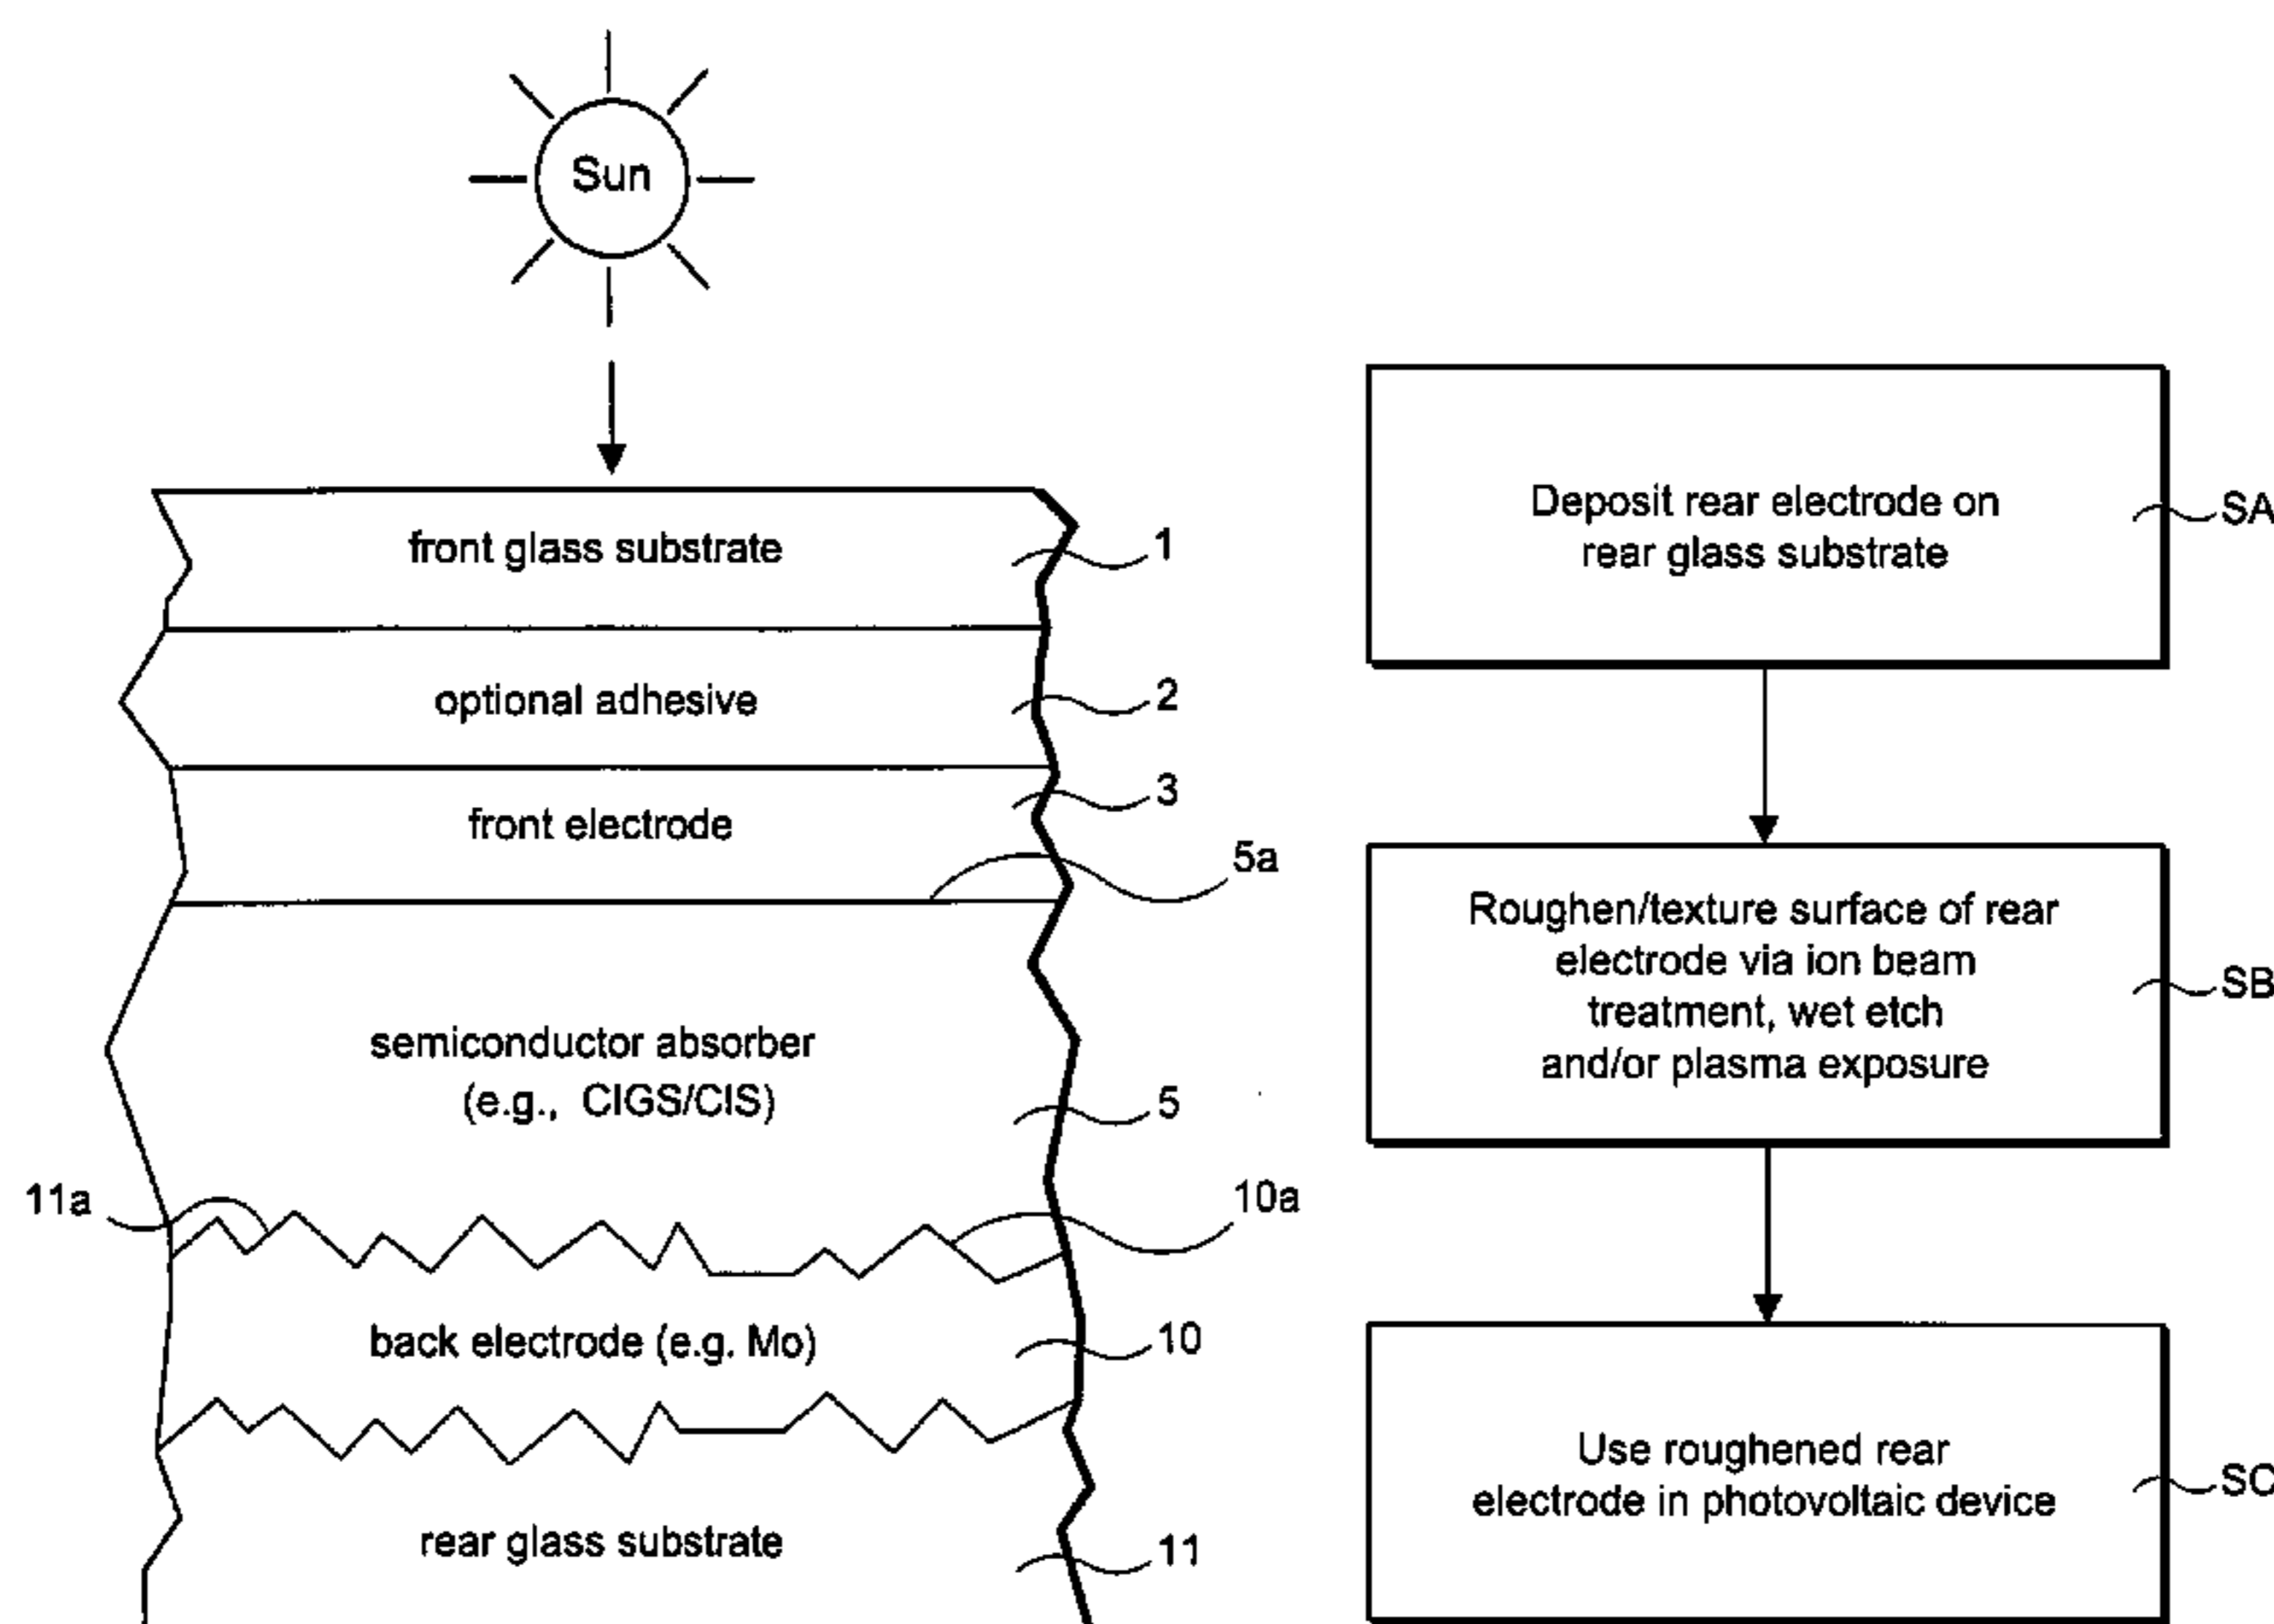 Sun
front glass substrate
1
optional adhesive
2
front electrode
3
5a
semiconductor absorber
(e.g., CIGS/CIS)
5
11a
10a
back electrode (e.g. Mo)
10
rear glass substrate
11
Deposit rear electrode on
rear glass substrate
SA
Roughen/texture surface of rear
electrode via ion beam
treatment, wet etch
and/or plasma exposure
SB
Use roughened rear
electrode in photovoltaic device
SC